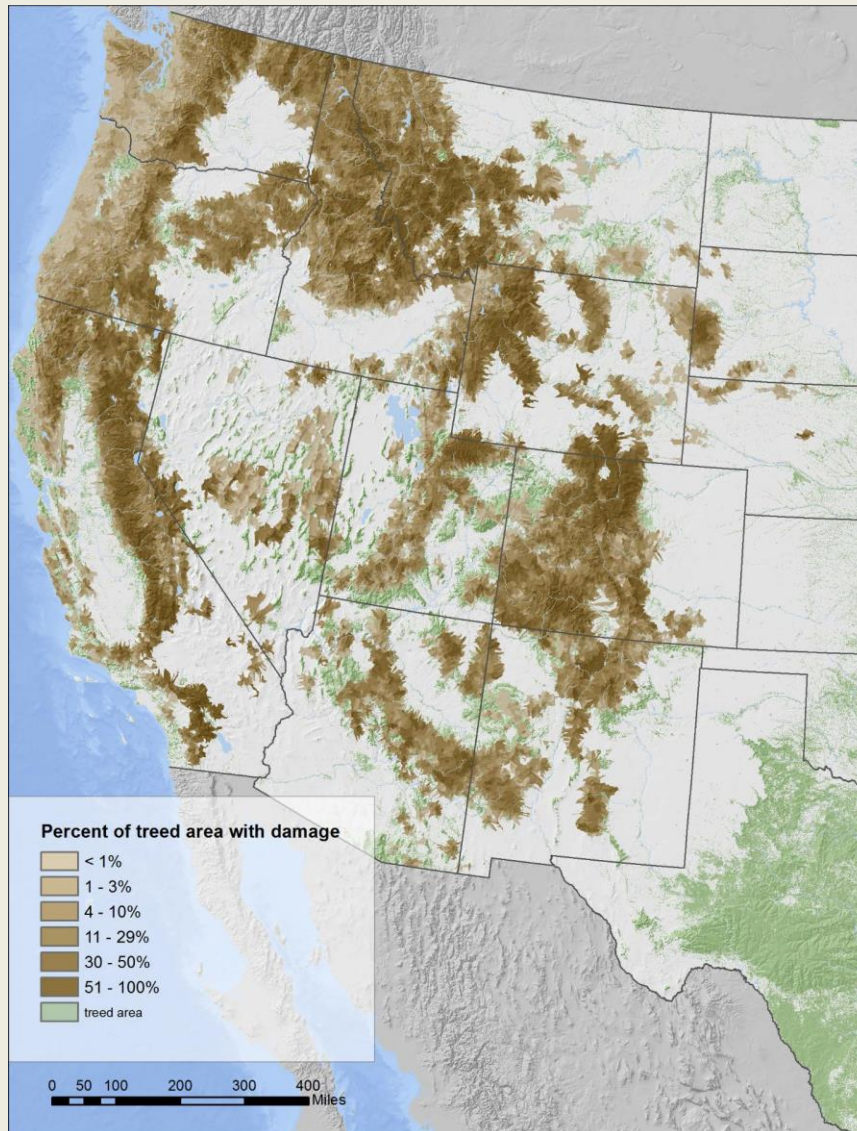 Percent of treed area with damage
< 1%
1 - 3%
4 - 10%
11 - 29%
30 - 50%
51 - 100%
treed area
0 50 100 200 300 400
Miles